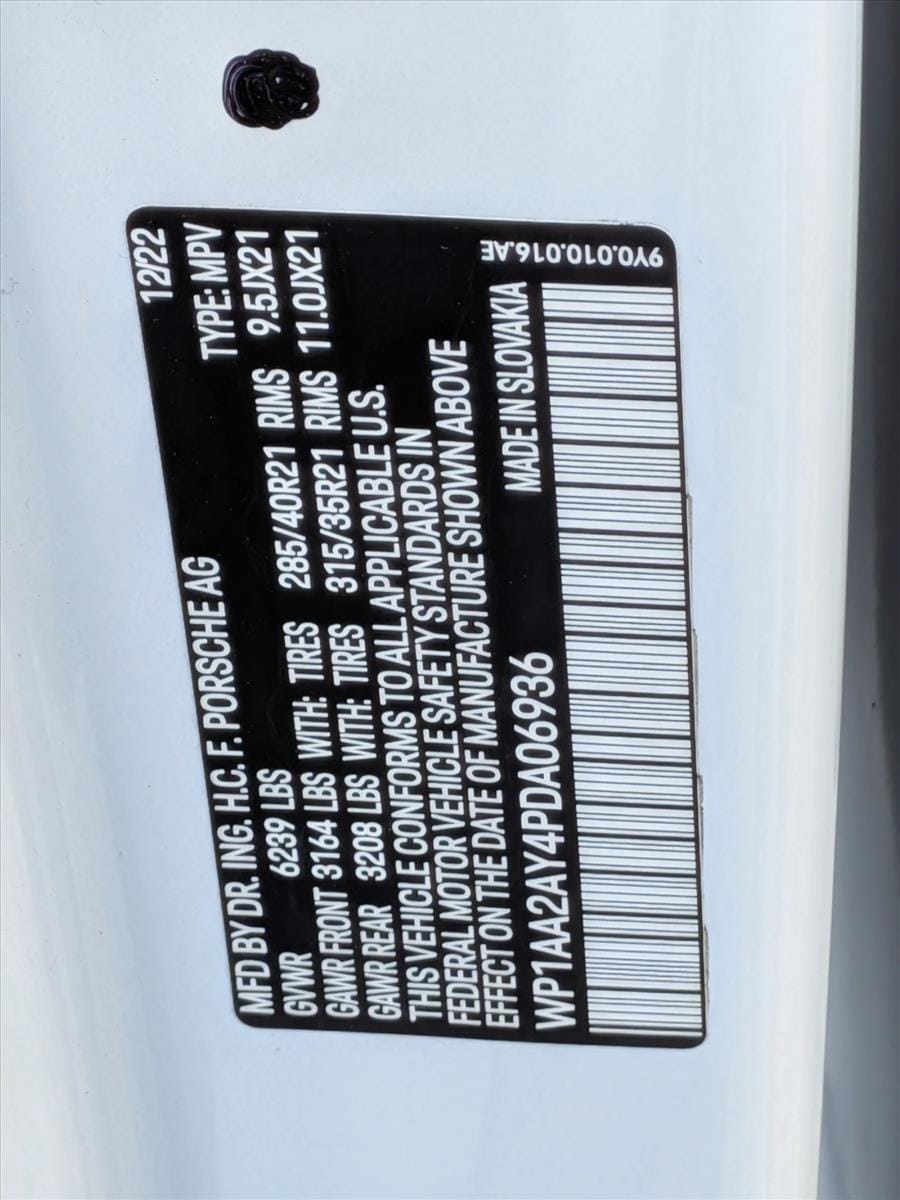 MFD BY DR. ING. H.C. F. PORSCHE AG 12/22
GVWR 6239 LBS TYPE: MPV
GAWR FRONT 3164 LBS WITH: TIRES 285/40R21 RIMS 9.5JX21
GAWR REAR 3208 LBS WITH: TIRES 315/35R21 RIMS 11.0JX21
THIS VEHICLE CONFORMS TO ALL APPLICABLE U.S.
FEDERAL MOTOR VEHICLE SAFETY STANDARDS IN
EFFECT ON THE DATE OF MANUFACTURE SHOWN ABOVE
WP1AA2AY4PDA06936 MADE IN SLOVAKIA
9Y0.010.016.AE